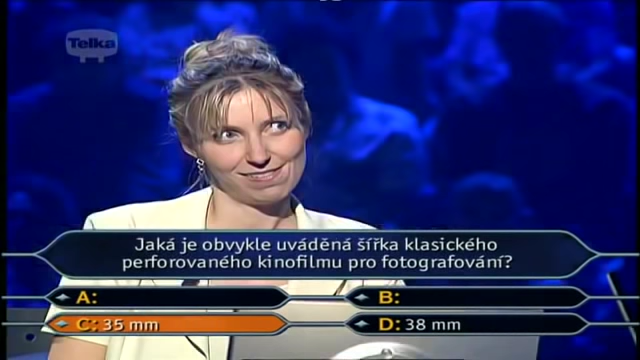 Telka
Jaká je obvykle uváděná šířka klasického
perforovaného kinofilmu pro fotografování?
A:
B:
C: 35 mm
D: 38 mm